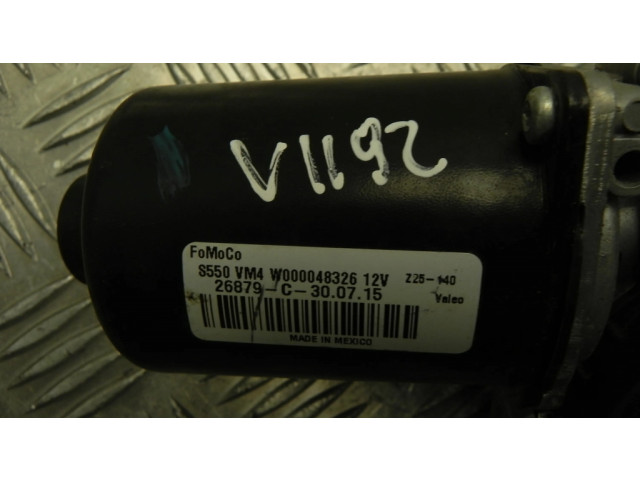 V1192
FoMoCo
S550 VM4 W000048326 12V Z25-140
26879-C-30.07.15 Valeo
MADE IN MEXICO